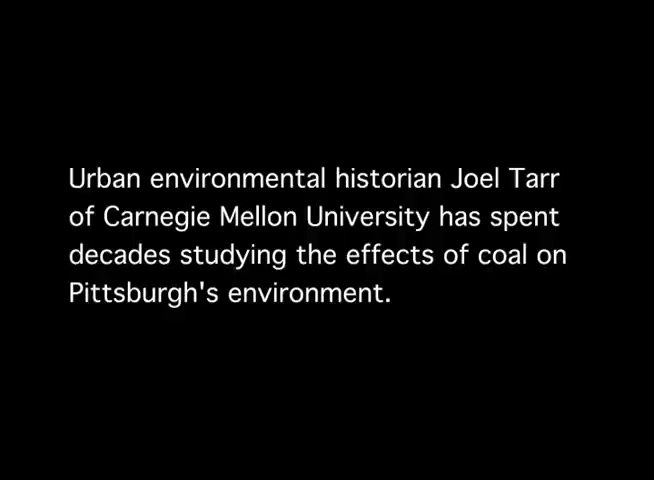 Urban environmental historian Joel Tarr
of Carnegie Mellon University has spent
decades studying the effects of coal on
Pittsburgh's environment.